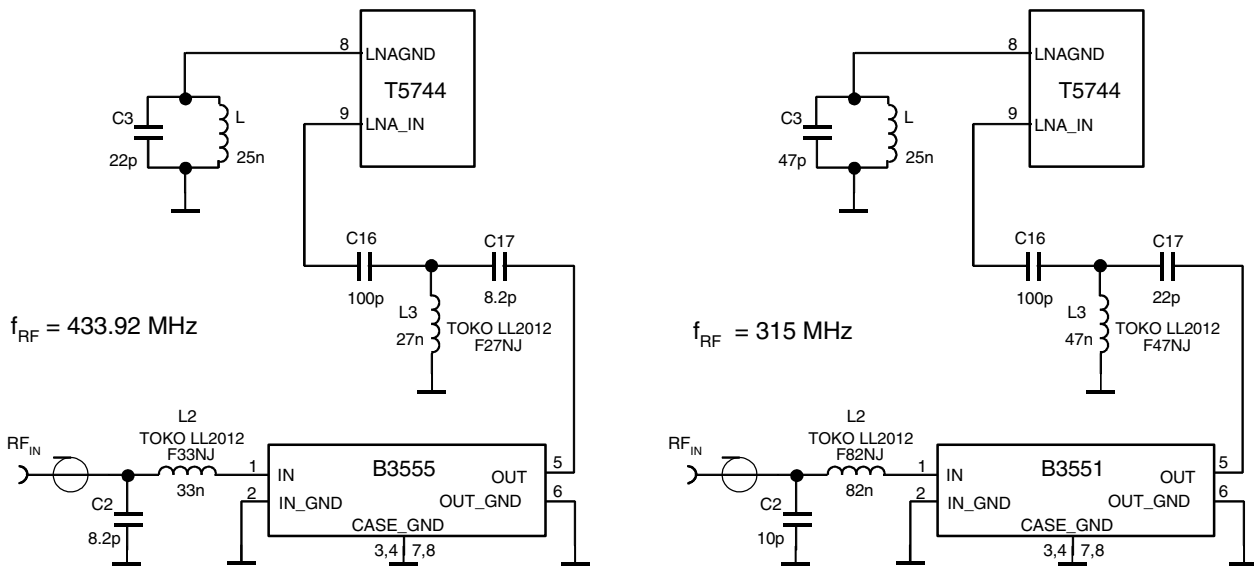 8
LNAGND
T5744
C3
L
9
LNA_IN
22p
25n
C16
C17
100p
8.2p
L3
27n
TOKO LL2012
F27NJ
fRF = 433.92 MHz
L2
TOKO LL2012
F33NJ
RFIN
33n
1
IN
B3555
5
OUT
2
IN_GND
6
OUT_GND
C2
8.2p
CASE_GND
3,4
7,8
8
LNAGND
T5744
C3
L
9
LNA_IN
47p
25n
C16
C17
100p
22p
L3
47n
TOKO LL2012
F47NJ
fRF = 315 MHz
L2
TOKO LL2012
F82NJ
RFIN
82n
1
IN
B3551
5
OUT
2
IN_GND
6
OUT_GND
C2
10p
CASE_GND
3,4
7,8